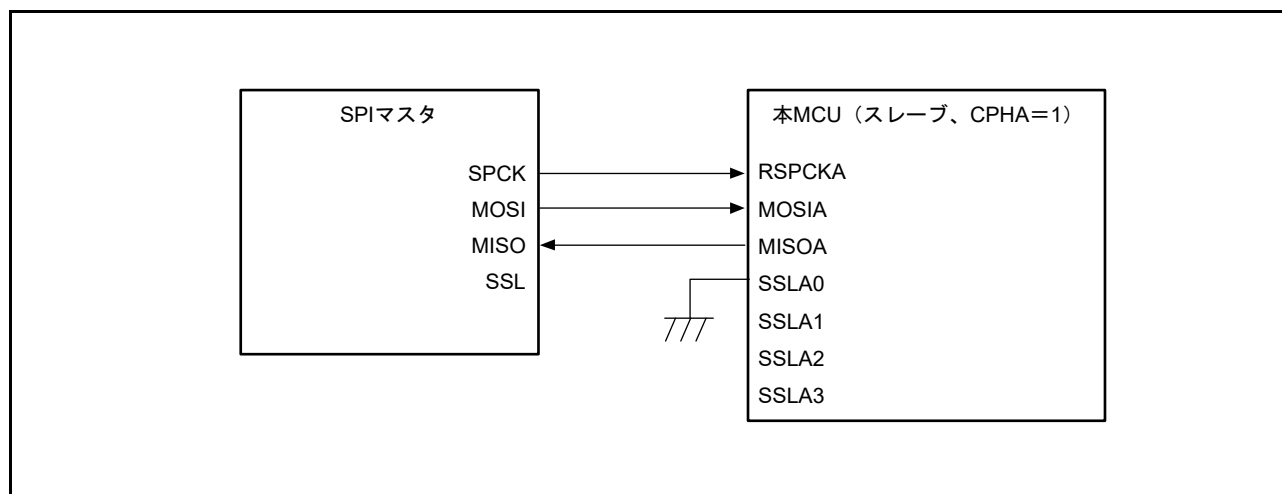 SPIマスタ
SPCK
MOSI
MISO
SSL
本MCU（スレーブ、CPHA＝1）
RSPCKA
MOSIA
MISOA
SSLA0
SSLA1
SSLA2
SSLA3